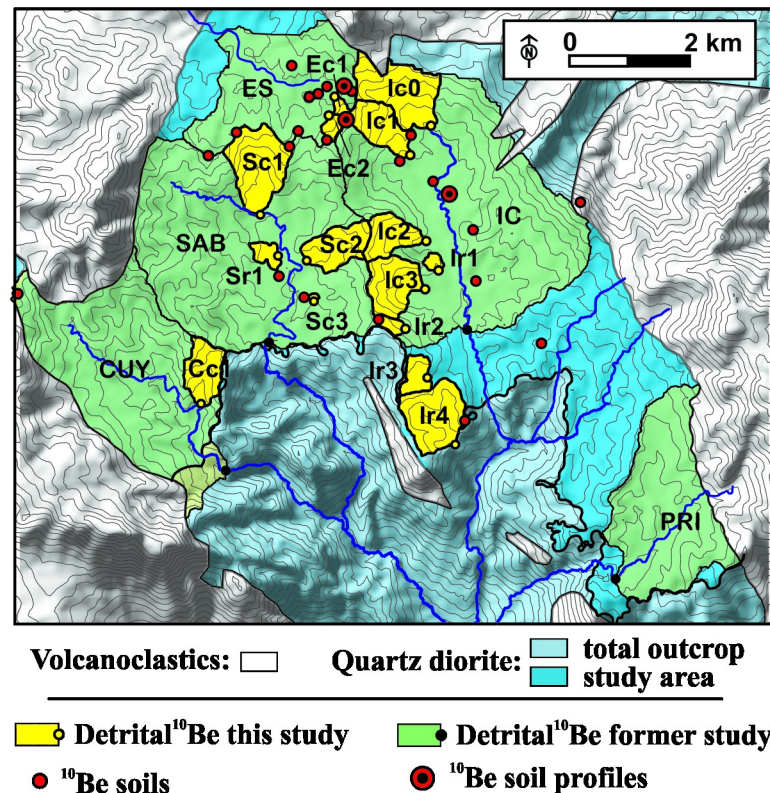 N
0 2 km
Ec1
ES
Ic0
Ic1
Sc1
Ec2
SAB
IC
Sc2
Ic2
Sr1
Ir1
Ic3
Sc3
Ir2
CUY
Cc1
Ir3
Ir4
PRI
Volcanoclastics:
Quartz diorite:
total outcrop
study area
Detrital ¹⁰Be this study
Detrital ¹⁰Be former study
¹⁰Be soils
¹⁰Be soil profiles